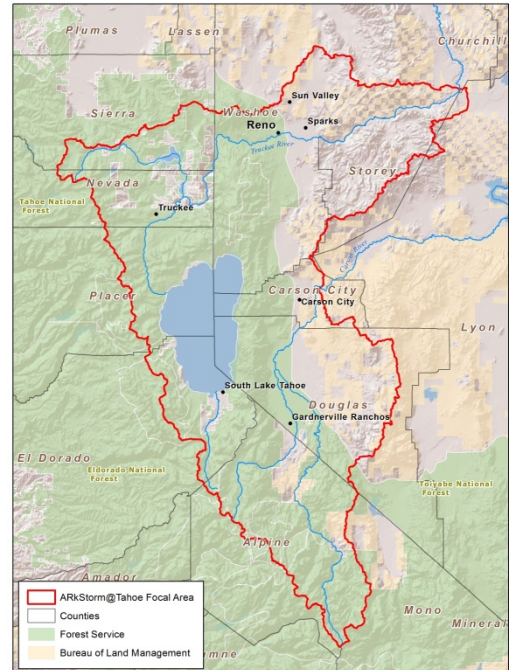 Plumas
Lassen
Churchill
Sierra
Washoe
Sun Valley
Sparks
Reno
Truckee River
Storey
Nevada
Tahoe National
Forest
Truckee
Carson River
Placer
Carson City
Carson City
Lyon
South Lake Tahoe
Douglas
Gardnerville Ranchos
El Dorado
Eldorado National
Forest
Toiyabe National
Forest
Alpine
Amador
Mono
Mineral
ARkStorm@Tahoe Focal Area
Counties
Forest Service
Bureau of Land Management